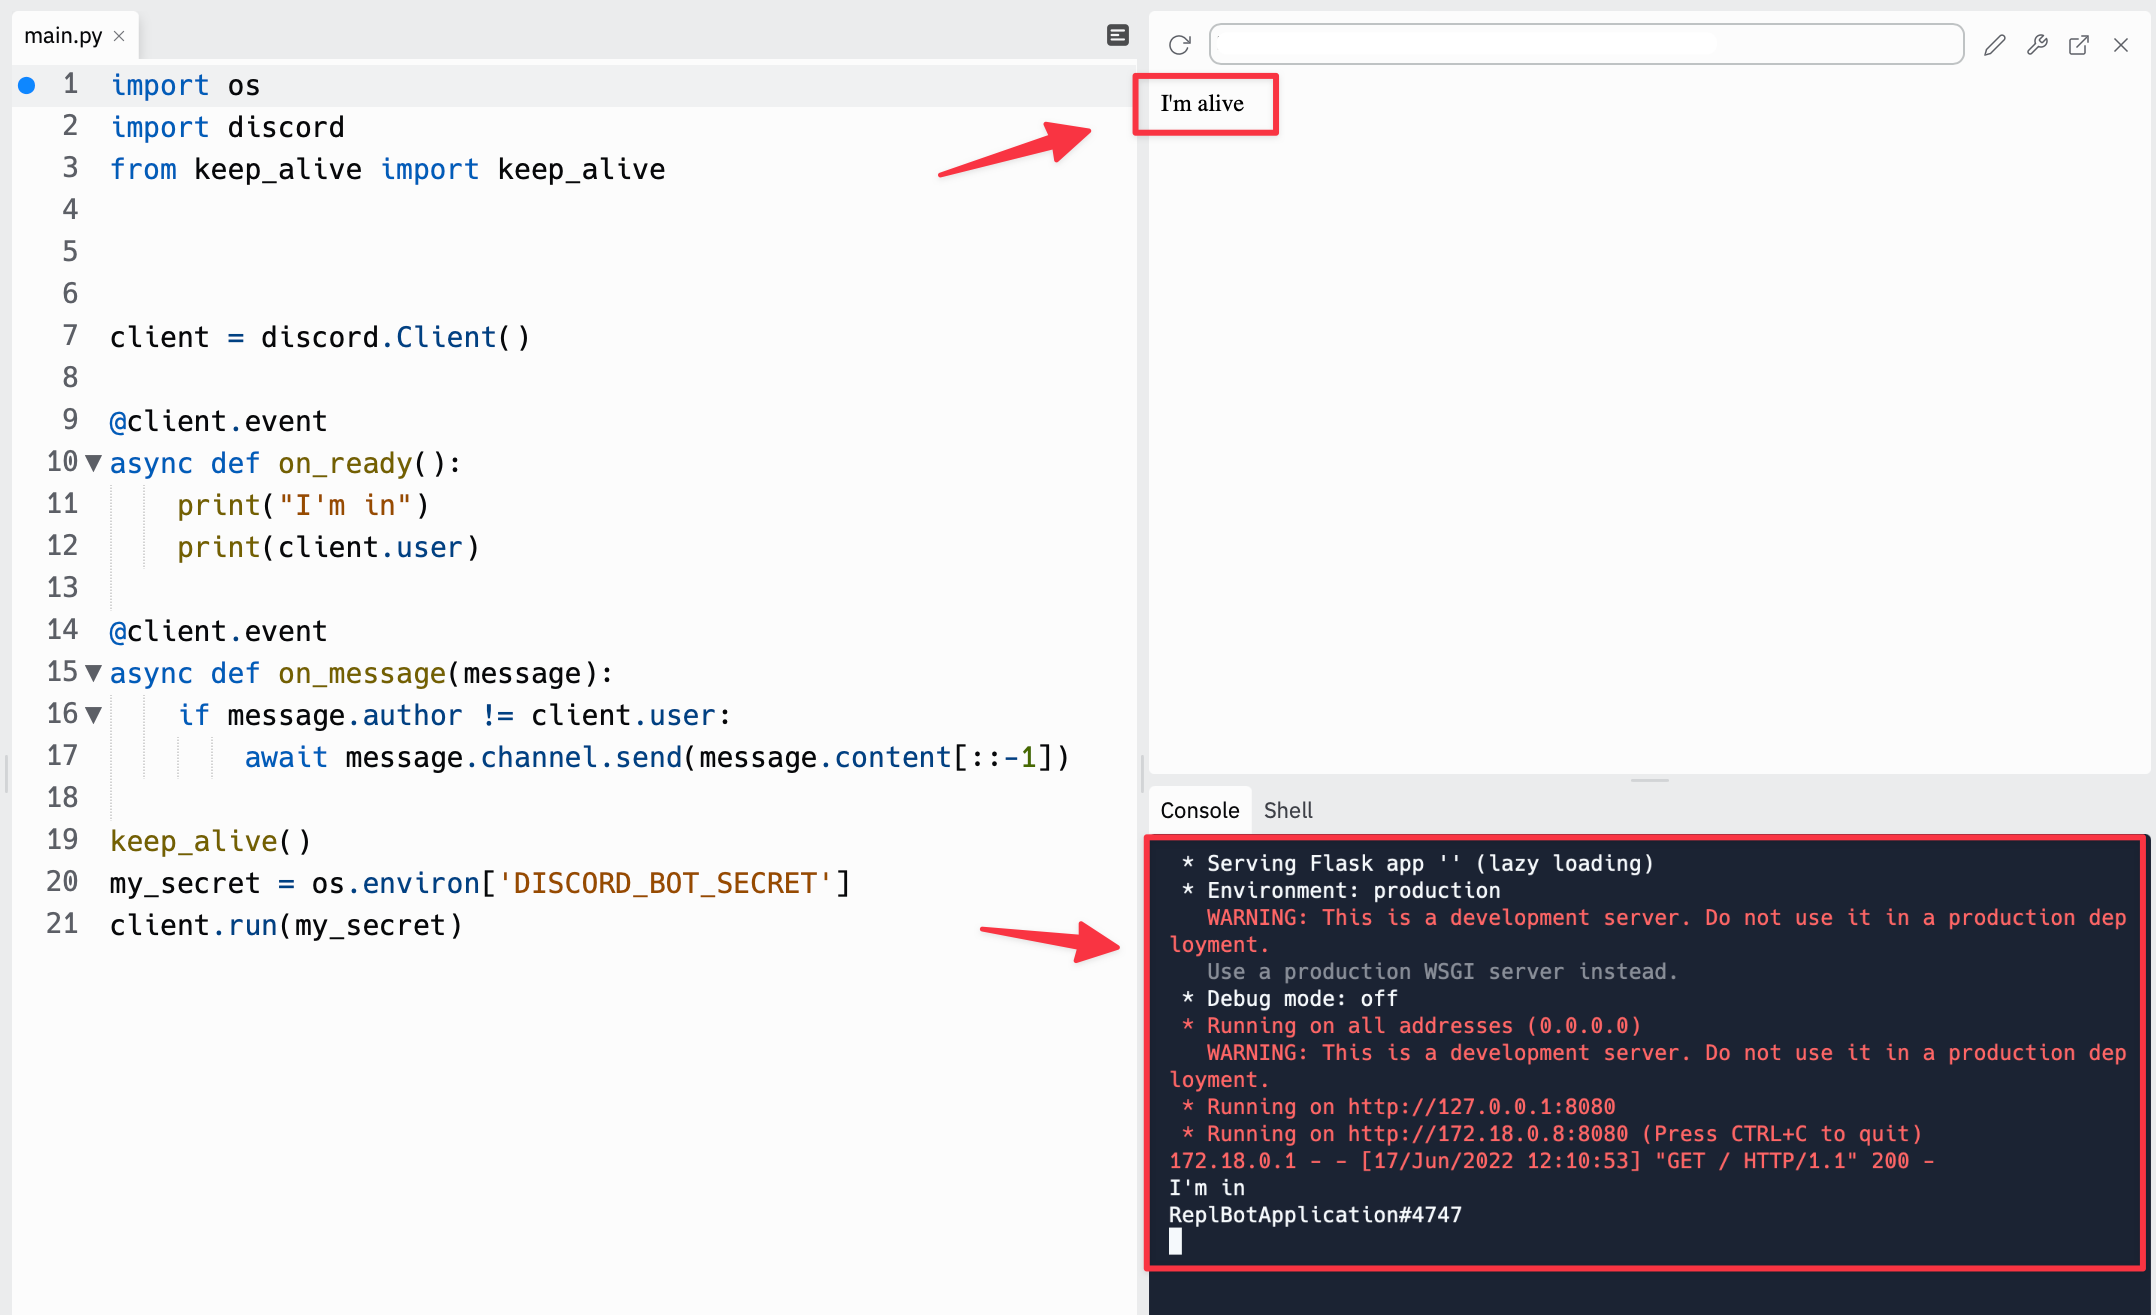 main.py
1 import os
2 import discord
3 from keep_alive import keep_alive
4
5
6
7 client = discord.Client()
8
9 @client.event
10 async def on_ready():
11 print("I'm in")
12 print(client.user)
13
14 @client.event
15 async def on_message(message):
16 if message.author != client.user:
17 await message.channel.send(message.content[::-1])
18
19 keep_alive()
20 my_secret = os.environ['DISCORD_BOT_SECRET']
21 client.run(my_secret)
I'm alive
Console Shell
* Serving Flask app '' (lazy loading)
* Environment: production
WARNING: This is a development server. Do not use it in a production dep
loyment.
Use a production WSGI server instead.
* Debug mode: off
* Running on all addresses (0.0.0.0)
WARNING: This is a development server. Do not use it in a production dep
loyment.
* Running on http://127.0.0.1:8080
* Running on http://172.18.0.8:8080 (Press CTRL+C to quit)
172.18.0.1 - - [17/Jun/2022 12:10:53] "GET / HTTP/1.1" 200 -
I'm in
ReplBotApplication#4747